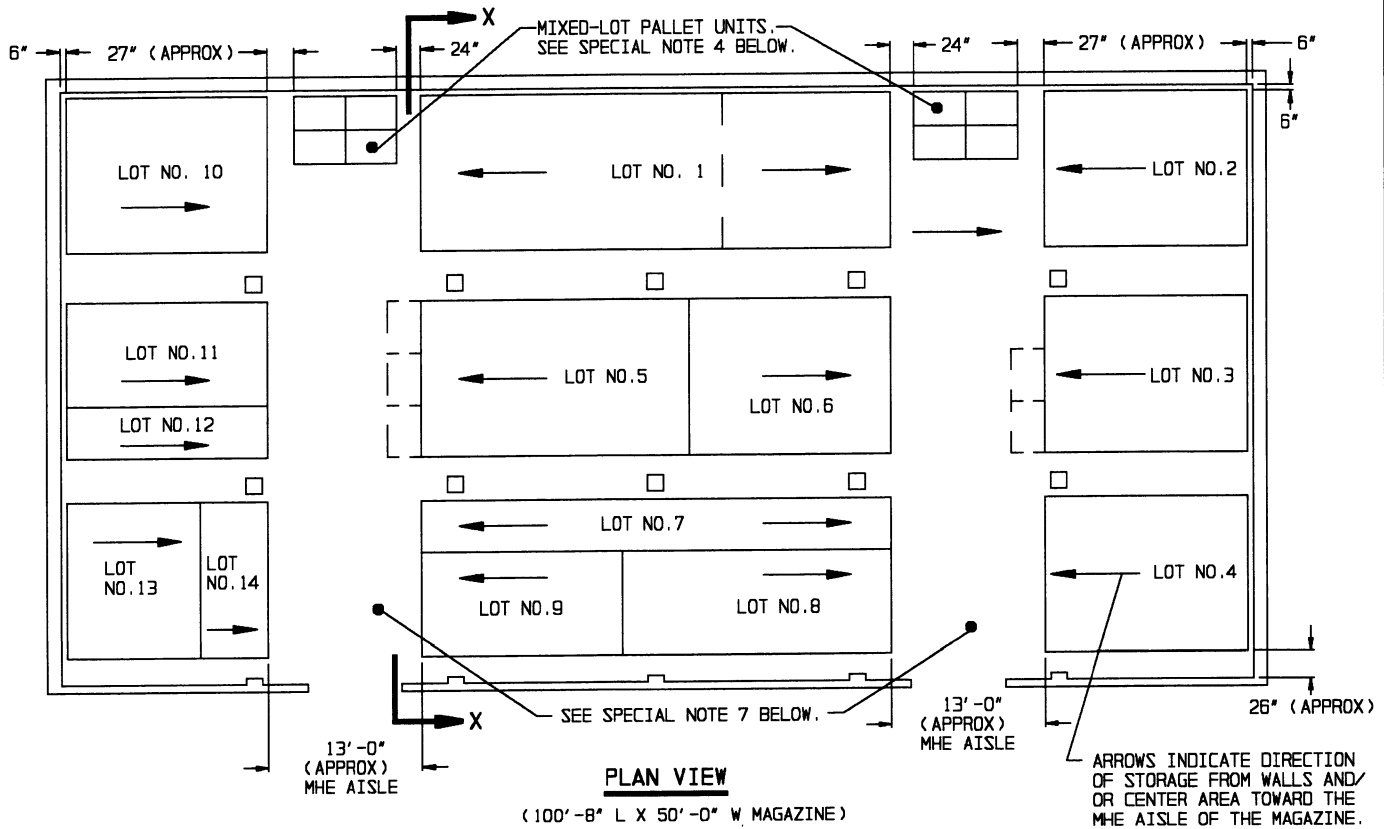 X
MIXED-LOT PALLET UNITS.
SEE SPECIAL NOTE 4 BELOW.
6" 27" (APPROX) 24" 24" 27" (APPROX) 6"
6"
LOT NO. 10
LOT NO. 1
LOT NO.2
LOT NO.11
LOT NO.12
LOT NO.5
LOT NO.6
LOT NO.3
LOT NO.7
LOT
NO.13
LOT
NO.14
LOT NO.9
LOT NO.8
LOT NO.4
X
SEE SPECIAL NOTE 7 BELOW.
26" (APPROX)
13'-0"
(APPROX)
MHE AISLE
13'-0"
(APPROX)
MHE AISLE
PLAN VIEW
(100'-8" L X 50'-0" W MAGAZINE)
ARROWS INDICATE DIRECTION
OF STORAGE FROM WALLS AND/
OR CENTER AREA TOWARD THE
MHE AISLE OF THE MAGAZINE.